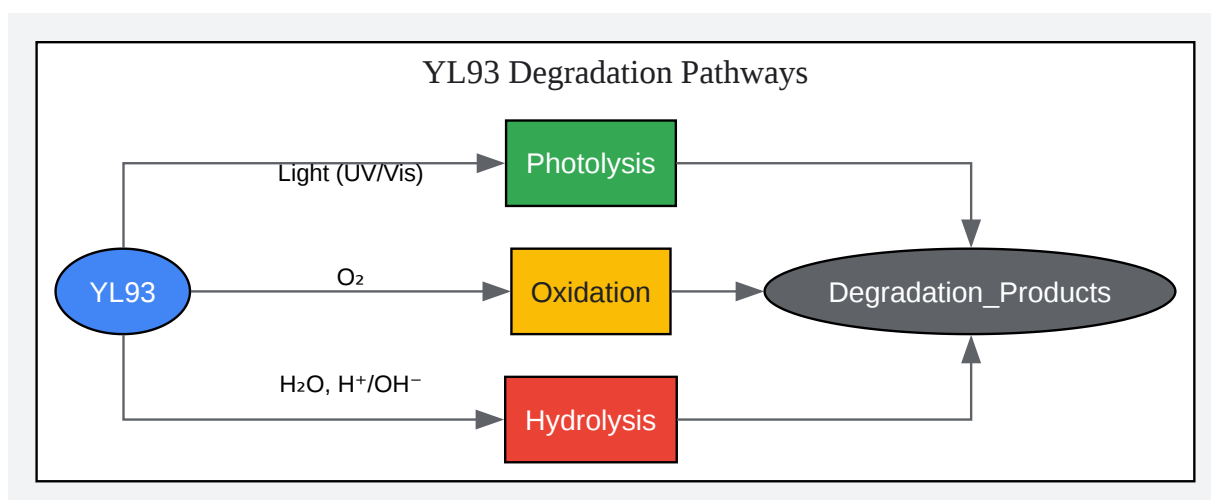 YL93 Degradation Pathways
Light (UV/Vis)
Photolysis
YL93
O₂
Oxidation
Degradation_Products
H₂O, H⁺/OH⁻
Hydrolysis